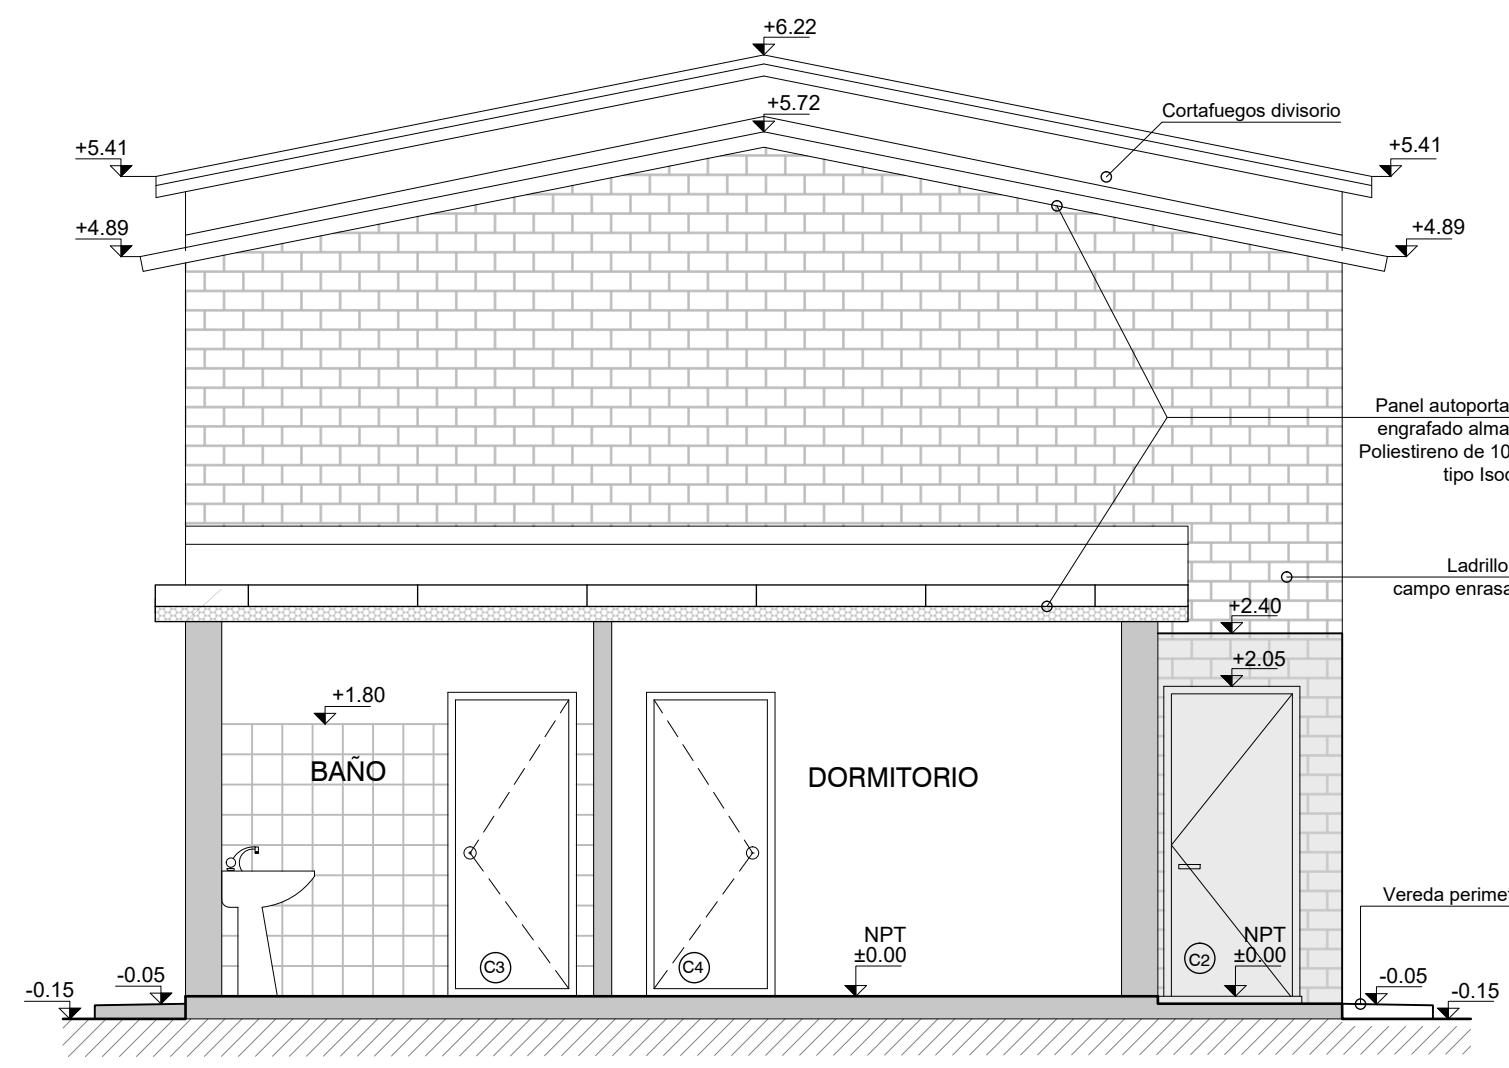 +6.22
+5.72
Cortafuegos divisorio
+5.41
+5.41
+4.89
+4.89
Panel autoporta
engrafado alma
Poliestireno de 10
tipo Isoc
Ladrillo
campo enrasa
+2.40
+2.05
+1.80
BAÑO
DORMITORIO
Vereda perime
NPT
±0.00
NPT
±0.00
C3
C4
C2
-0.05
-0.15
-0.05
-0.15